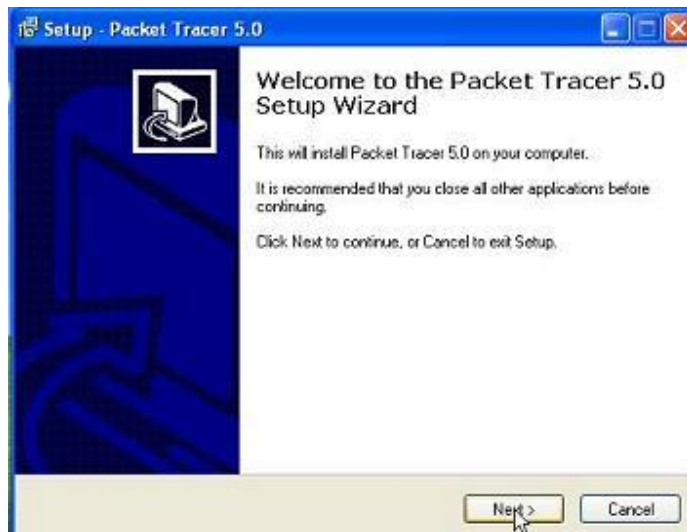 Setup - Packet Tracer 5.0
Welcome to the Packet Tracer 5.0
Setup Wizard
This will install Packet Tracer 5.0 on your computer.
It is recommended that you close all other applications before
continuing.
Click Next to continue, or Cancel to exit Setup.
Next >
Cancel